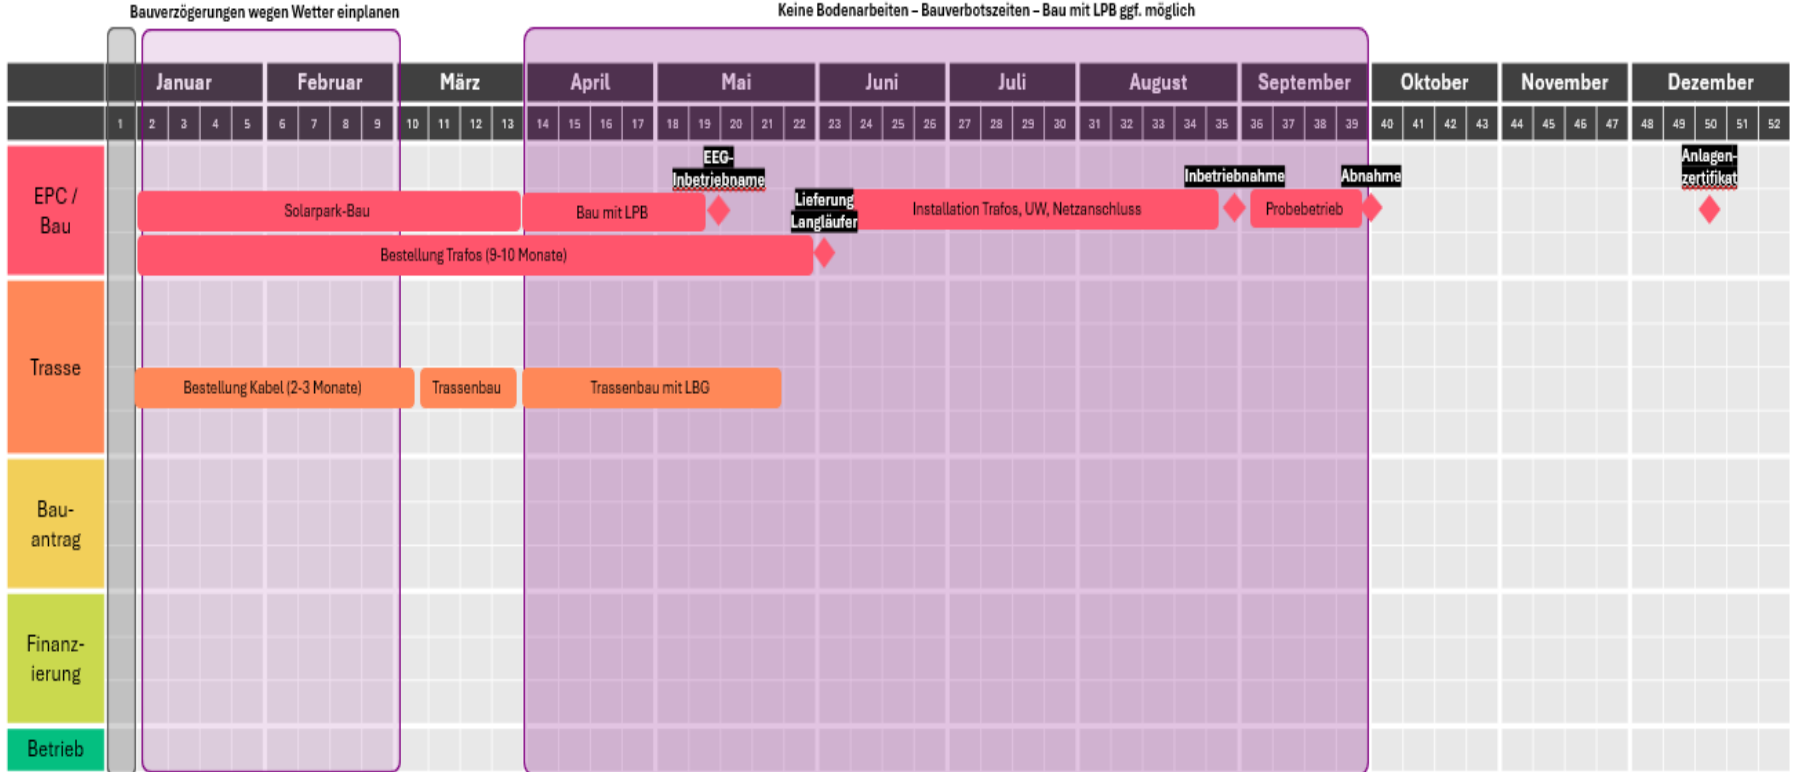 Bauverzögerungen wegen Wetter einplanen
Keine Bodenarbeiten – Bauverbotszeiten – Bau mit LPB ggf. möglich
Januar Februar März April Mai Juni Juli August September Oktober November Dezember
1 2 3 4 5 6 7 8 9 10 11 12 13 14 15 16 17 18 19 20 21 22 23 24 25 26 27 28 29 30 31 32 33 34 35 36 37 38 39 40 41 42 43 44 45 46 47 48 49 50 51 52
EPC /
Bau
EEG-
Inbetriebname
Lieferung
Langläufer
Inbetriebnahme
Abnahme
Anlagen-
zertifikat
Solarpark-Bau
Bau mit LPB
Installation Trafos, UW, Netzanschluss
Probebetrieb
Bestellung Trafos (9-10 Monate)
Trasse
Bestellung Kabel (2-3 Monate)
Trassenbau
Trassenbau mit LBG
Bau-
antrag
Finanz-
ierung
Betrieb